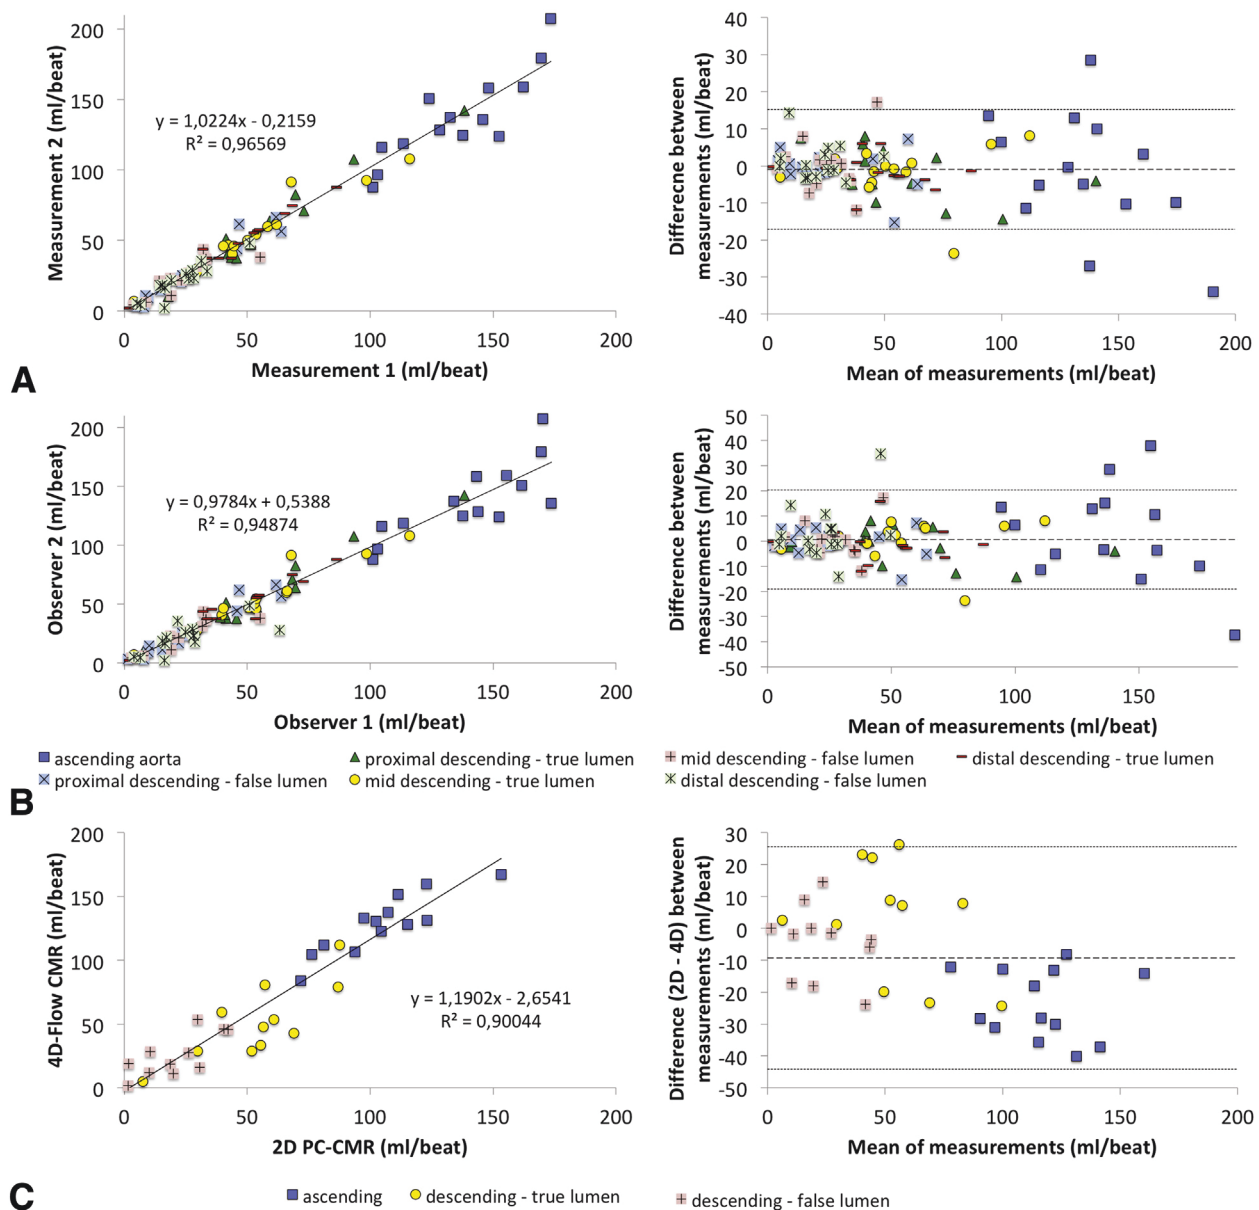 200
150
100
50
0
0
50
100
150
200
Measurement 2 (ml/beat)
y = 1,0224x - 0,2159
R² = 0,96569
Measurement 1 (ml/beat)
40
30
20
10
0
-10
-20
-30
-40
0
50
100
150
200
Differecne between
measurements (ml/beat)
Mean of measurements (ml/beat)
A
200
150
100
50
0
0
50
100
150
200
Observer 2 (ml/beat)
y = 0,9784x + 0,5388
R² = 0,94874
Observer 1 (ml/beat)
50
40
30
20
10
0
-10
-20
-30
-40
-50
0
50
100
150
Difference between
measurements (ml/beat)
Mean of measurements (ml/beat)
ascending aorta
proximal descending - true lumen
mid descending - false lumen
distal descending - true lumen
proximal descending - false lumen
mid descending - true lumen
distal descending - false lumen
B
200
150
100
50
0
0
50
100
150
200
4D-Flow CMR (ml/beat)
y = 1,1902x - 2,6541
R² = 0,90044
2D PC-CMR (ml/beat)
30
20
10
0
-10
-20
-30
-40
-50
0
50
100
150
200
Difference (2D - 4D) between
measurements (ml/beat)
Mean of measurements (ml/beat)
C
ascending
descending - true lumen
descending - false lumen